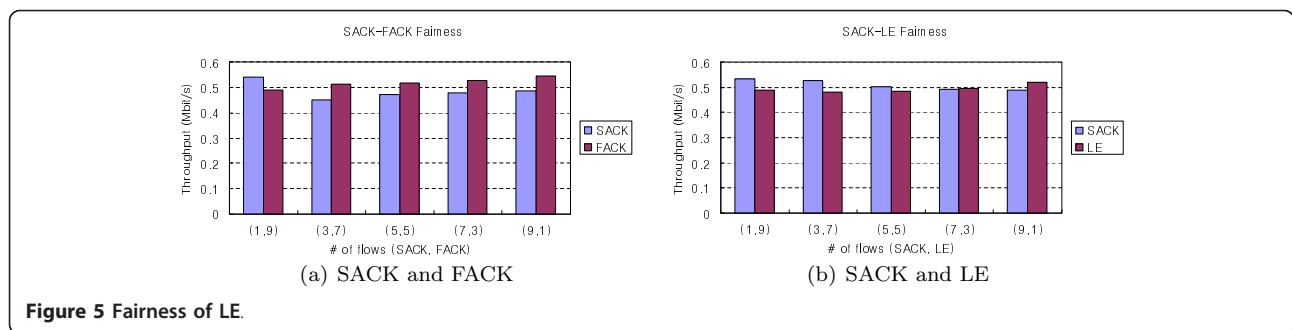 SACK-FACK Fairness
Throughput (Mbit/s)
0.6
0.5
0.4
0.3
0.2
0.1
0
(1,9) (3,7) (5,5) (7,3) (9,1)
# of flows (SACK, FACK)
SACK
FACK
(a) SACK and FACK
SACK-LE Fairness
Throughput (Mbit/s)
0.6
0.5
0.4
0.3
0.2
0.1
0
(1,9) (3,7) (5,5) (7,3) (9,1)
# of flows (SACK, LE)
SACK
LE
(b) SACK and LE
Figure 5 Fairness of LE.